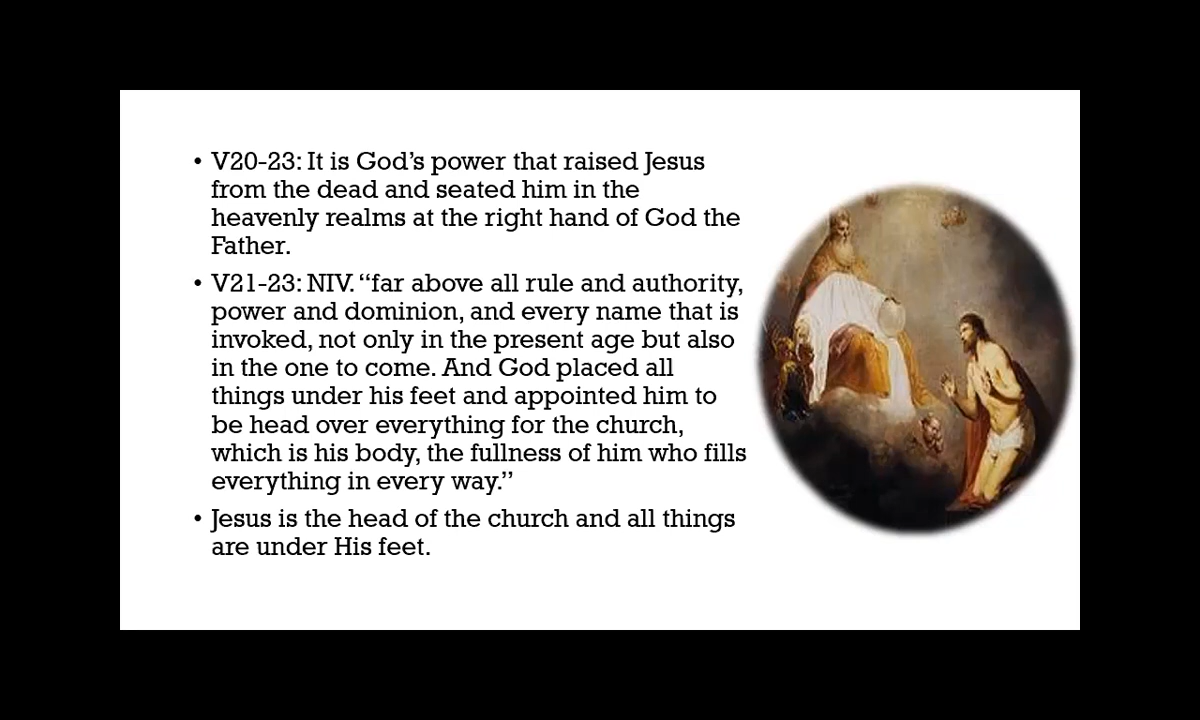 • V20-23: It is God’s power that raised Jesus
from the dead and seated him in the
heavenly realms at the right hand of God the
Father.
• V21-23: NIV. “far above all rule and authority,
power and dominion, and every name that is
invoked, not only in the present age but also
in the one to come. And God placed all
things under his feet and appointed him to
be head over everything for the church,
which is his body, the fullness of him who fills
everything in every way.”
• Jesus is the head of the church and all things
are under His feet.